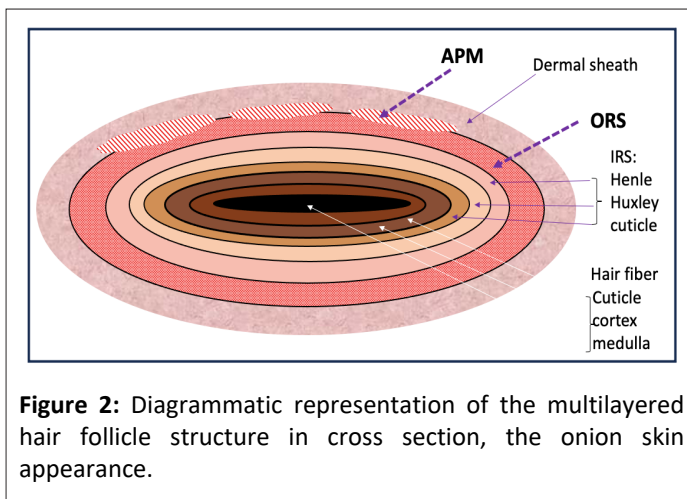 APM
Dermal sheath
ORS
IRS:
Henle
Huxley
cuticle
Hair fiber
Cuticle
cortex
medulla
Figure 2: Diagrammatic representation of the multilayered
hair follicle structure in cross section, the onion skin
appearance.